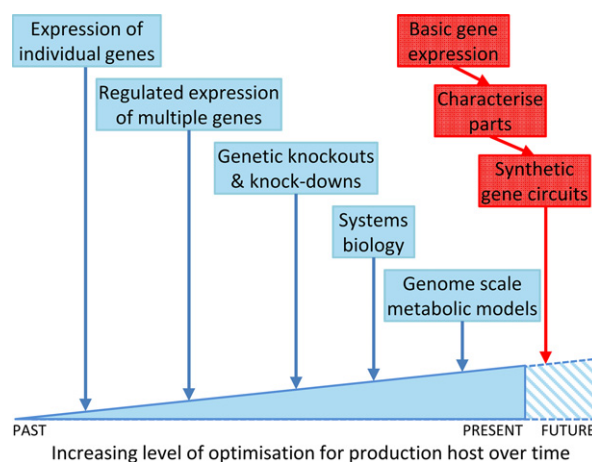 Expression of
individual genes
Regulated expression
of multiple genes
Genetic knockouts
& knock-downs
Systems
biology
Genome scale
metabolic models
Basic gene
expression
Characterise
parts
Synthetic
gene circuits
PAST
PRESENT
FUTURE
Increasing level of optimisation for production host over time